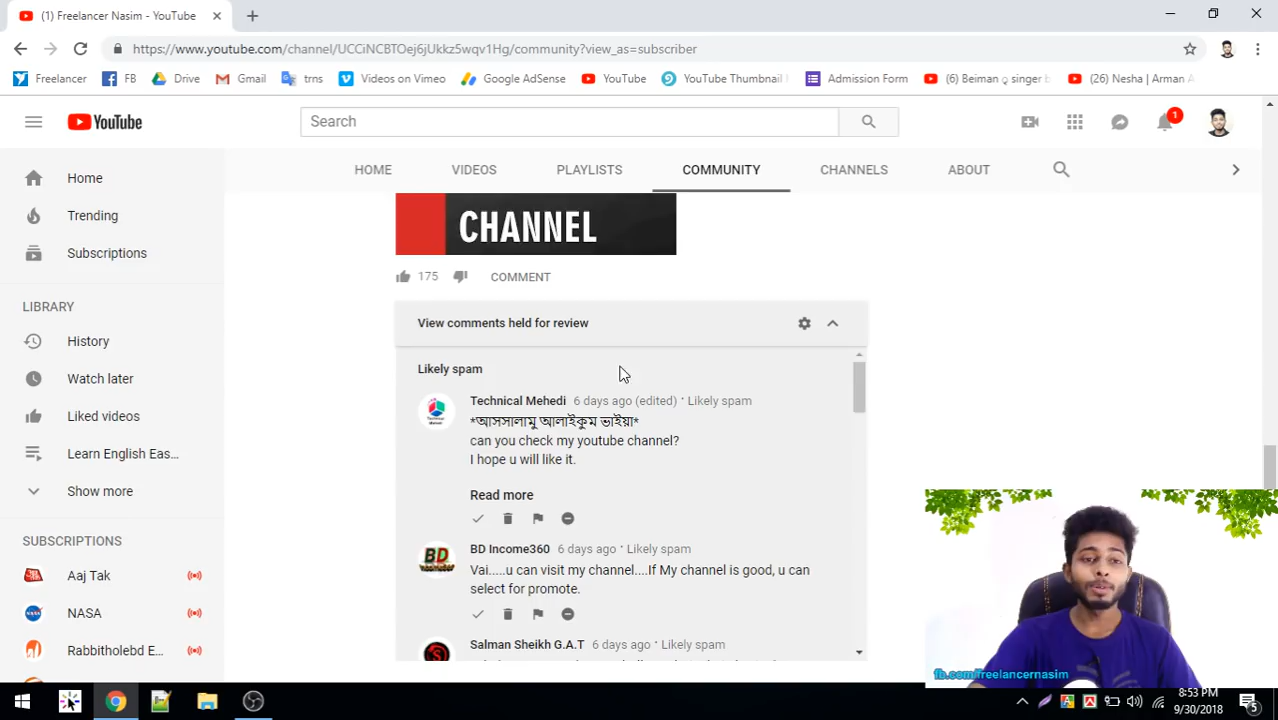 (1) Freelancer Nasim - YouTube
https://www.youtube.com/channel/UCCiNCBTOej6jUkkz5wqv1Hg/community?view_as=subscriber
Freelancer FB Drive Gmail trns Videos on Vimeo Google AdSense YouTube YouTube Thumbnail Admission Form (6) Beiman ღ singer b (26) Nesha | Arman A
YouTube
Search
1
HOME VIDEOS PLAYLISTS COMMUNITY CHANNELS ABOUT
Home
Trending
Subscriptions
LIBRARY
History
Watch later
Liked videos
Learn English Eas...
Show more
SUBSCRIPTIONS
Aaj Tak
NASA
Rabbitholebd E...
CHANNEL
175 COMMENT
View comments held for review
Likely spam
Technical Mehedi 6 days ago (edited) • Likely spam
*আসসালামু আলাইকুম ভাইয়া*
can you check my youtube channel?
I hope u will like it.
Read more
BD Income360 6 days ago • Likely spam
Vai.....u can visit my channel....If My channel is good, u can
select for promote.
Salman Sheikh G.A.T 6 days ago • Likely spam
fb.com/freelancernasim
8:53 PM
9/30/2018
5